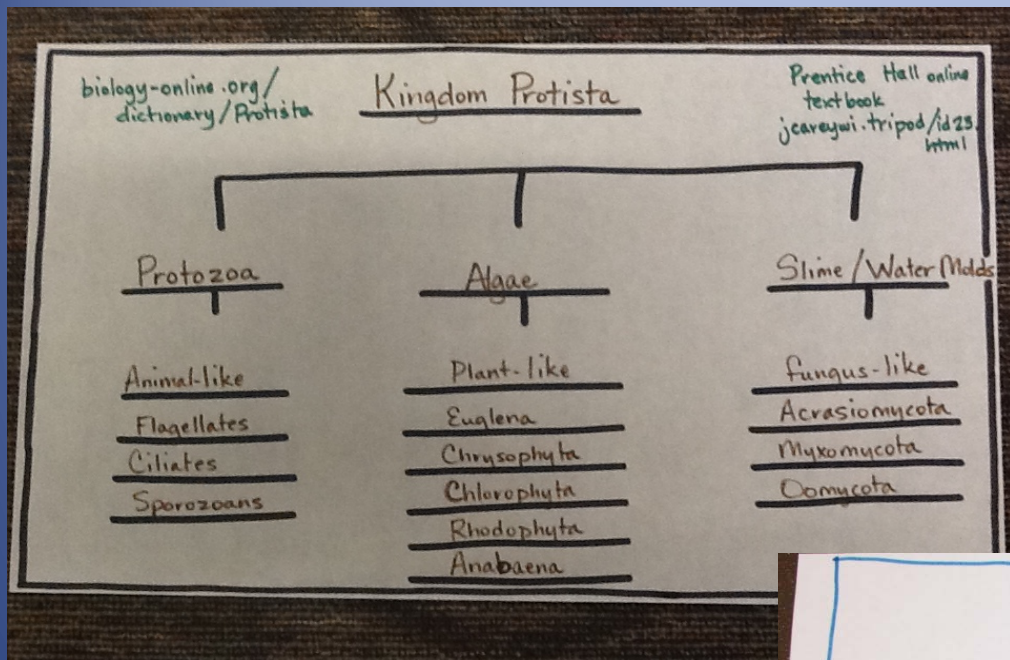 biology-online.org/
dictionary/Protista
Kingdom Protista
Prentice Hall online
textbook
jcareywi.tripod/id23.
html
Protozoa
Animal-like
Flagellates
Ciliates
Sporozoans
Algae
Plant-like
Euglena
Chrysophyta
Chlorophyta
Rhodophyta
Anabaena
Slime/Water Molds
fungus-like
Acrasiomycota
Myxomycota
Oomycota